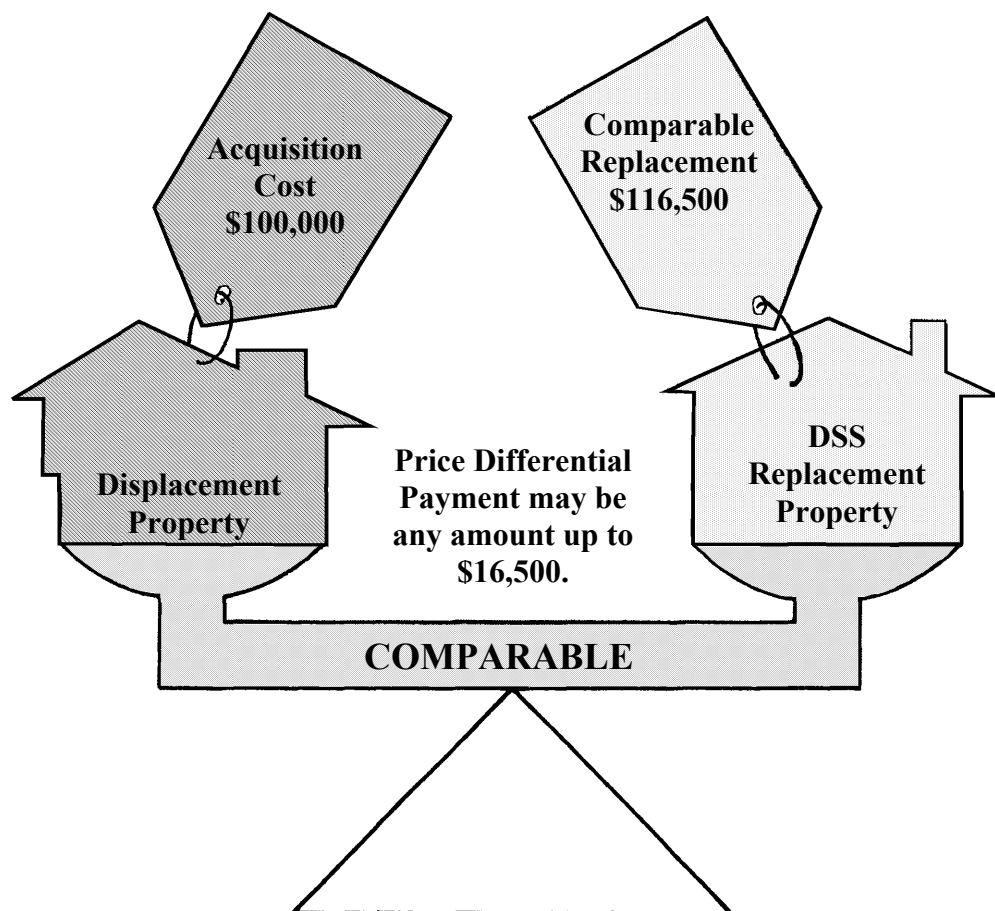 Acquisition
Cost
$100,000
Comparable
Replacement
$116,500
Displacement
Property
Price Differential
Payment may be
any amount up to
$16,500.
DSS
Replacement
Property
COMPARABLE